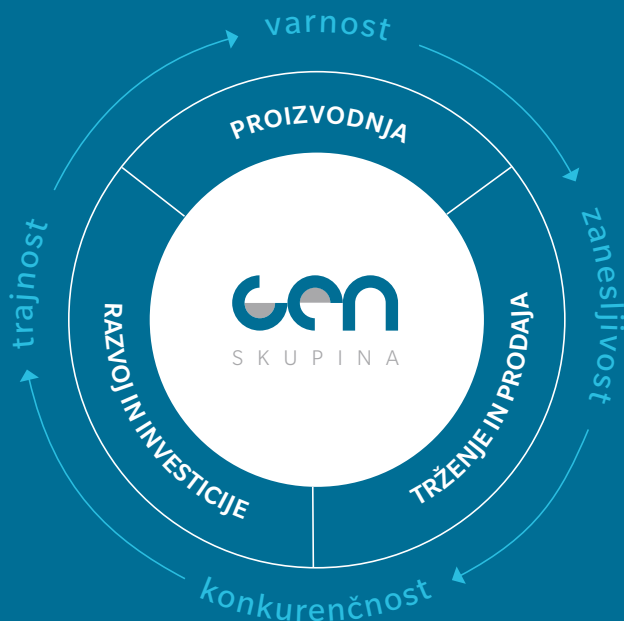 varnost
zanesljivost
konkurenčnost
trajnost
PROIZVODNJA
TRŽENJE IN PRODAJA
RAZVOJ IN INVESTICIJE
gen
SKUPINA